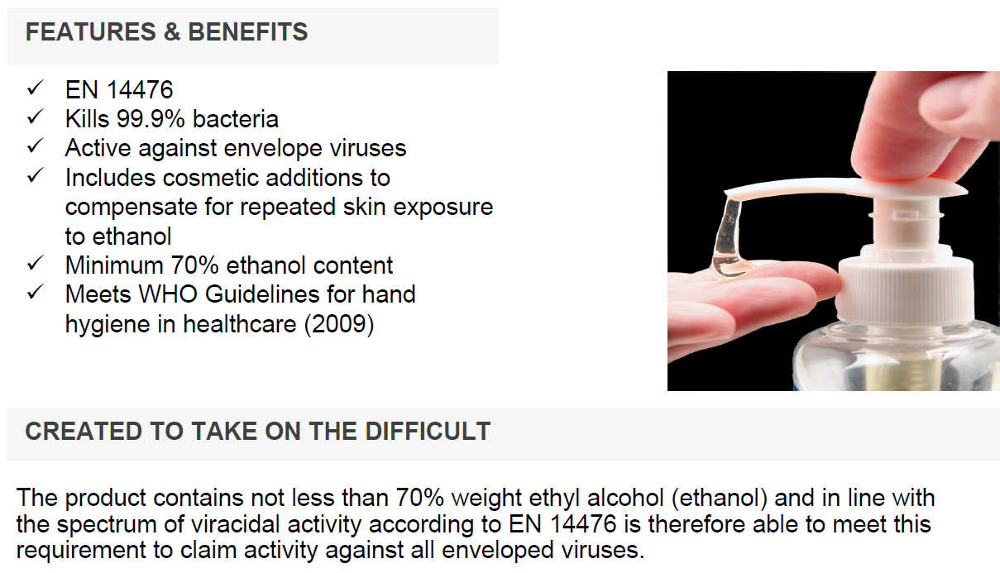 FEATURES & BENEFITS
✓ EN 14476
✓ Kills 99.9% bacteria
✓ Active against envelope viruses
✓ Includes cosmetic additions to
compensate for repeated skin exposure
to ethanol
✓ Minimum 70% ethanol content
✓ Meets WHO Guidelines for hand
hygiene in healthcare (2009)
CREATED TO TAKE ON THE DIFFICULT
The product contains not less than 70% weight ethyl alcohol (ethanol) and in line with
the spectrum of viracidal activity according to EN 14476 is therefore able to meet this
requirement to claim activity against all enveloped viruses.